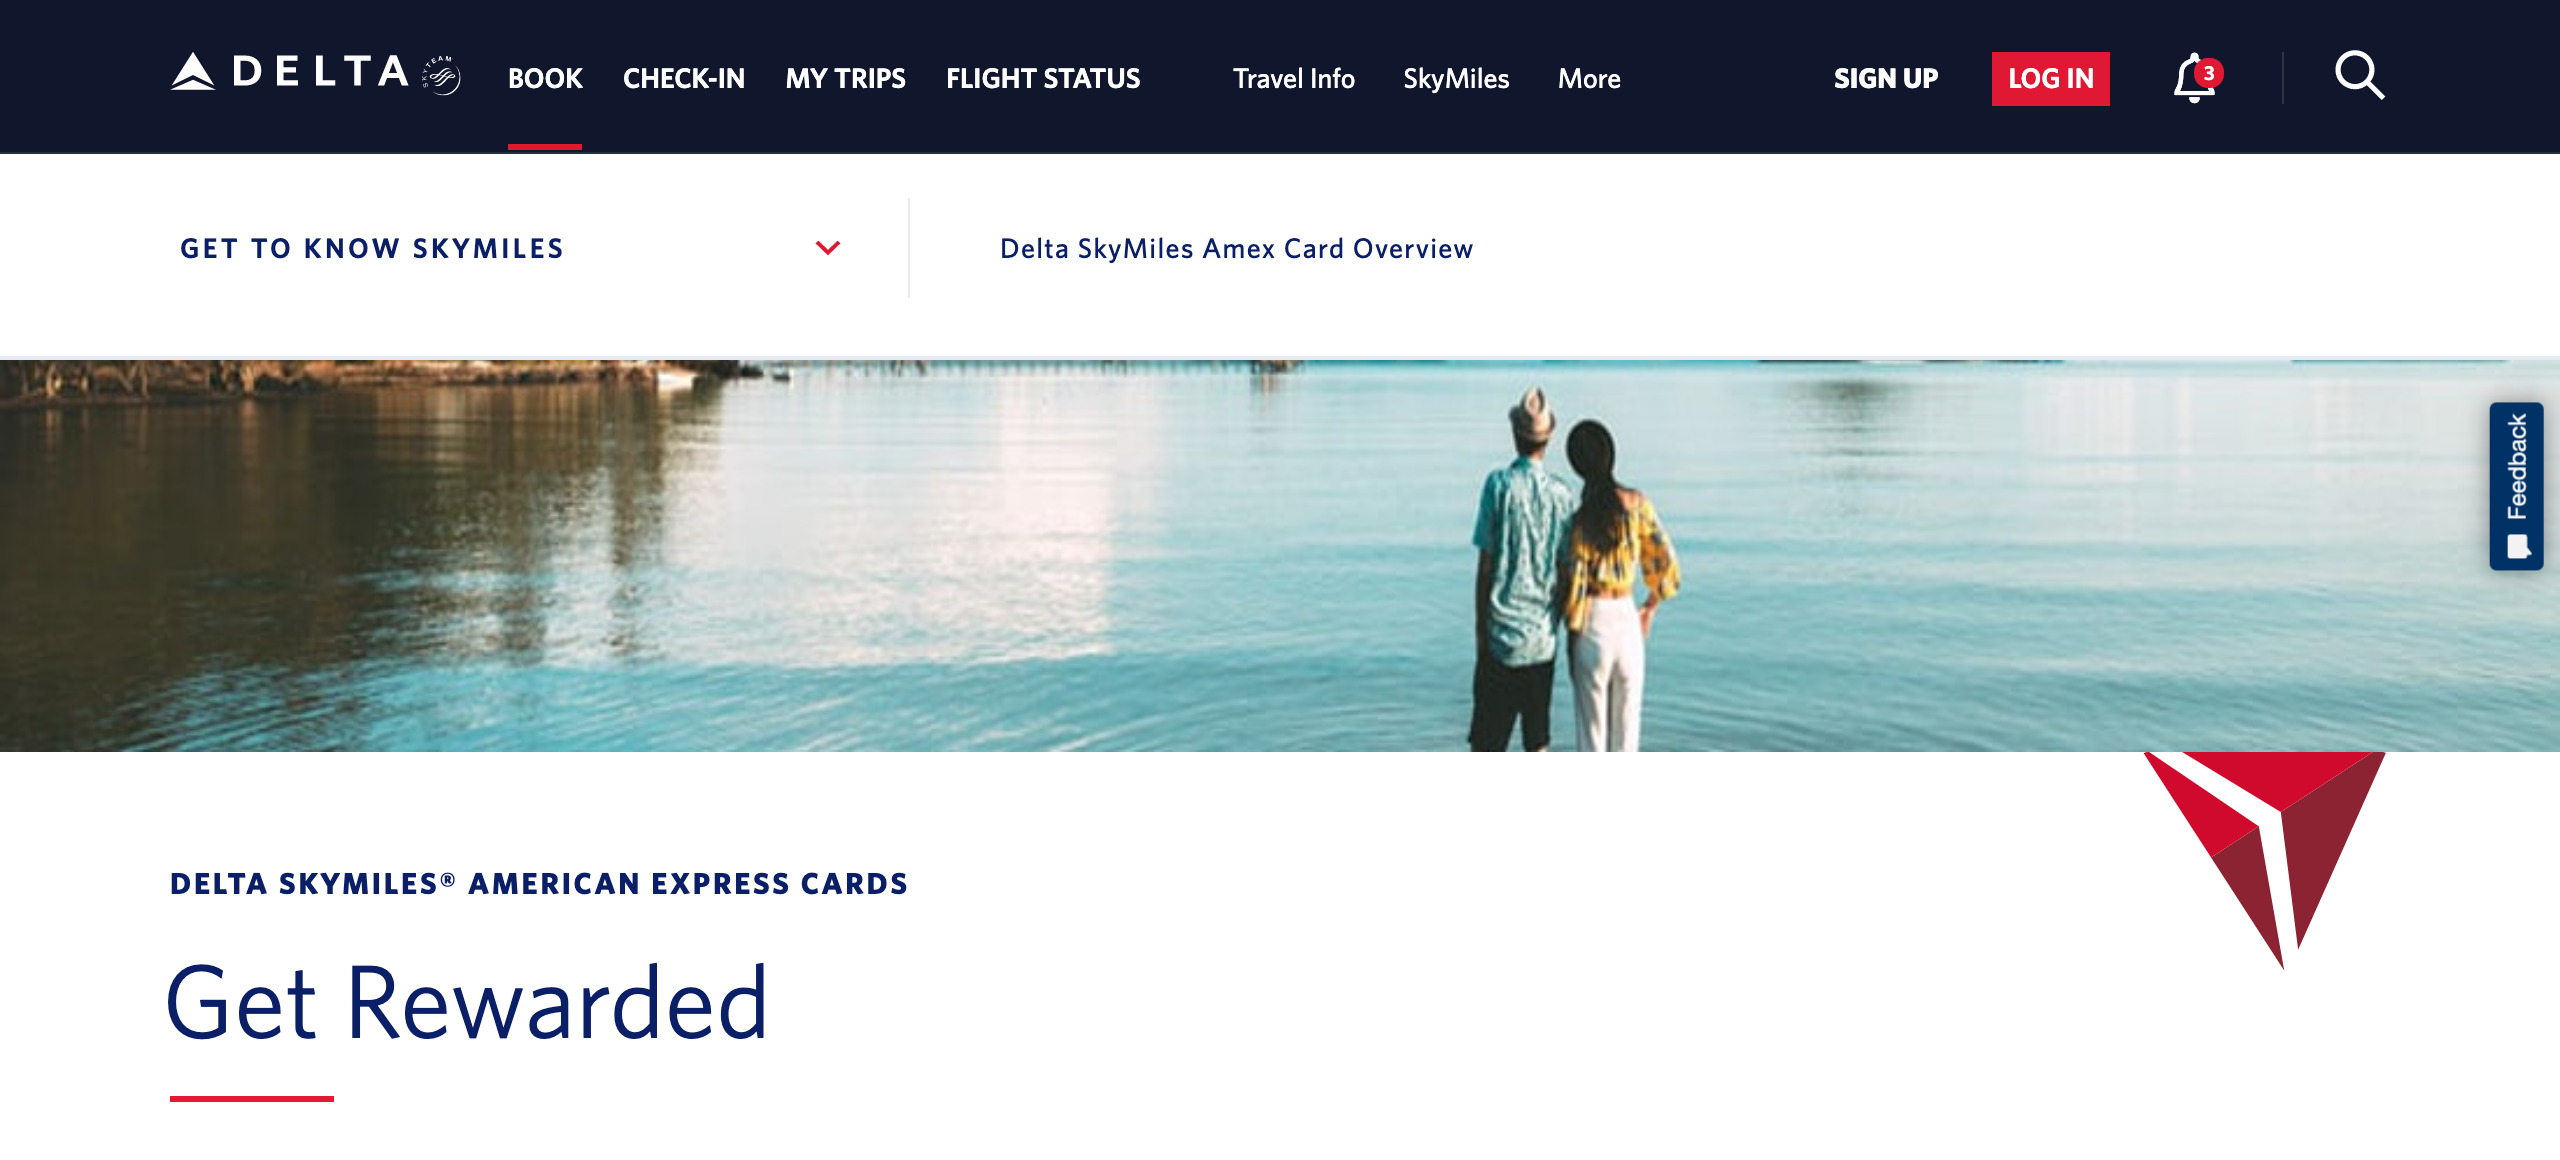 DELTA SKYTEAM BOOK CHECK-IN MY TRIPS FLIGHT STATUS Travel Info SkyMiles More SIGN UP LOG IN 3
GET TO KNOW SKYMILES Delta SkyMiles Amex Card Overview
Feedback
DELTA SKYMILES® AMERICAN EXPRESS CARDS
Get Rewarded